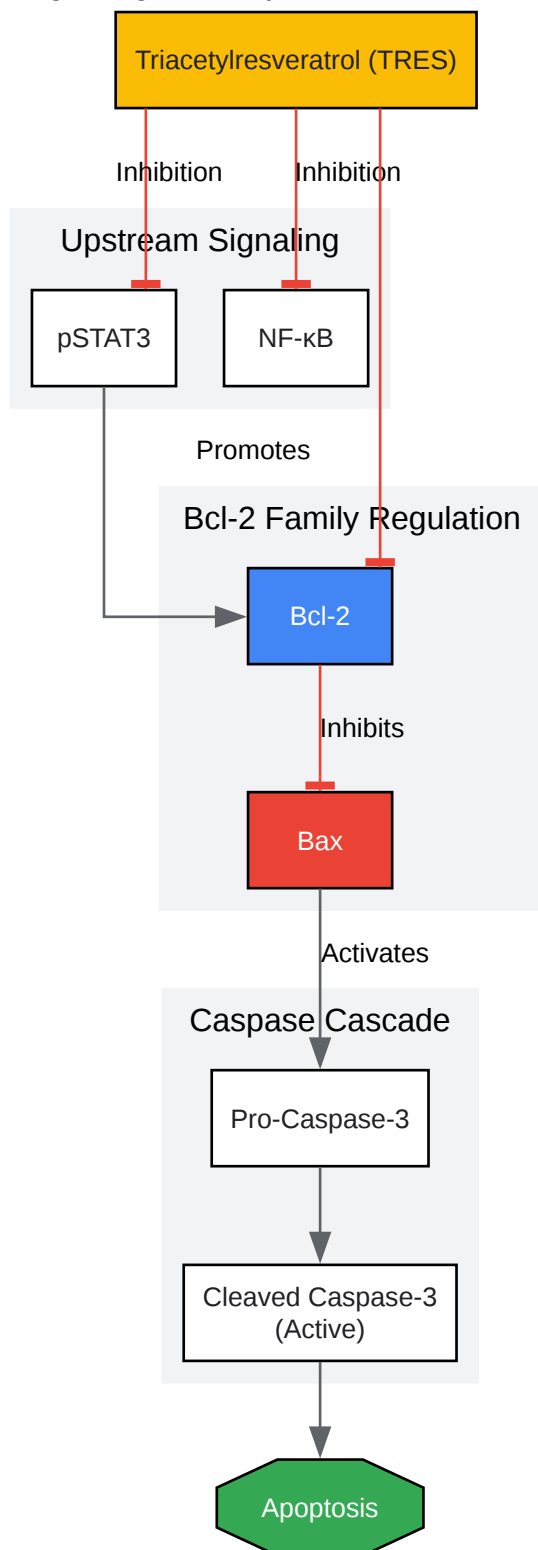 Triacetylresveratrol (TRES)
Inhibition
Inhibition
Upstream Signaling
pSTAT3
NF-κB
Promotes
Bcl-2 Family Regulation
Bcl-2
Inhibits
Bax
Activates
Caspase Cascade
Pro-Caspase-3
Cleaved Caspase-3
(Active)
Apoptosis